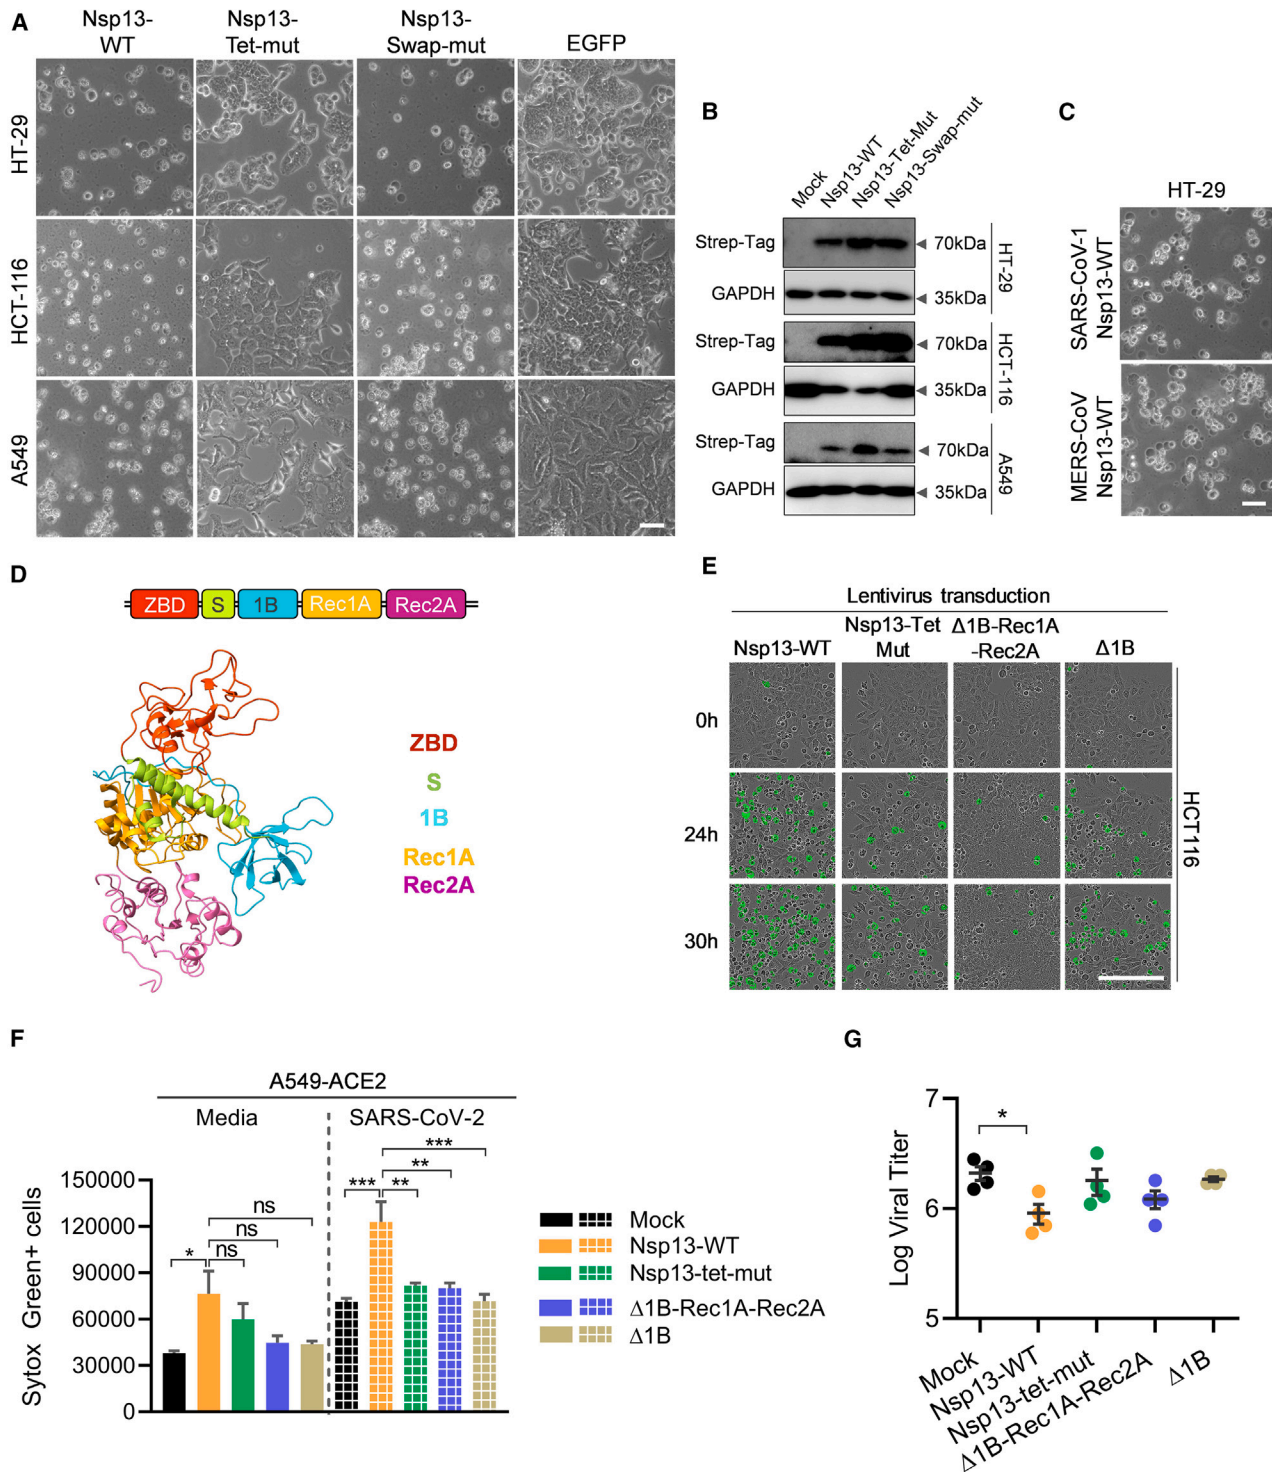 A
Nsp13-
WT
Nsp13-
Tet-mut
Nsp13-
Swap-mut
EGFP
HT-29
HCT-116
A549
B
Mock
Nsp13-WT
Nsp13-Tet-Mut
Nsp13-Swap-mut
Strep-Tag
70kDa
GAPDH
35kDa
HT-29
Strep-Tag
70kDa
GAPDH
35kDa
HCT-116
Strep-Tag
70kDa
GAPDH
35kDa
A549
C
HT-29
SARS-CoV-1
Nsp13-WT
MERS-CoV
Nsp13-WT
D
ZBD S 1B Rec1A Rec2A
ZBD
S
1B
Rec1A
Rec2A
E
Lentivirus transduction
Nsp13-WT
Nsp13-Tet
Mut
Δ1B-Rec1A
-Rec2A
Δ1B
0h
24h
30h
HCT116
F
A549-ACE2
Media
SARS-CoV-2
Sytox Green+ cells
150000
120000
90000
60000
30000
0
*
ns
ns
ns
***
**
**
***
Mock
Nsp13-WT
Nsp13-tet-mut
Δ1B-Rec1A-Rec2A
Δ1B
G
Log Viral Titer
7
6
5
*
Mock
Nsp13-WT
Nsp13-tet-mut
Δ1B-Rec1A-Rec2A
Δ1B